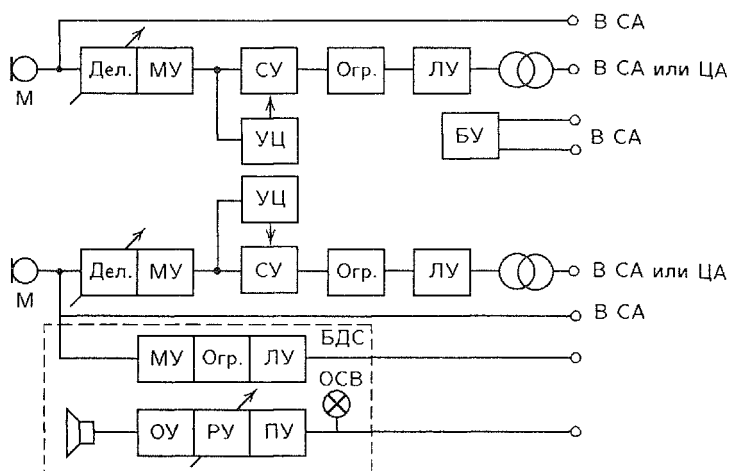 В СА
М
Дел.
МУ
СУ
Огр.
ЛУ
В СА или ЦА
УЦ
БУ
В СА
УЦ
М
Дел.
МУ
СУ
Огр.
ЛУ
В СА или ЦА
В СА
БДС
МУ
Огр.
ЛУ
ОСВ
ОУ
РУ
ПУ